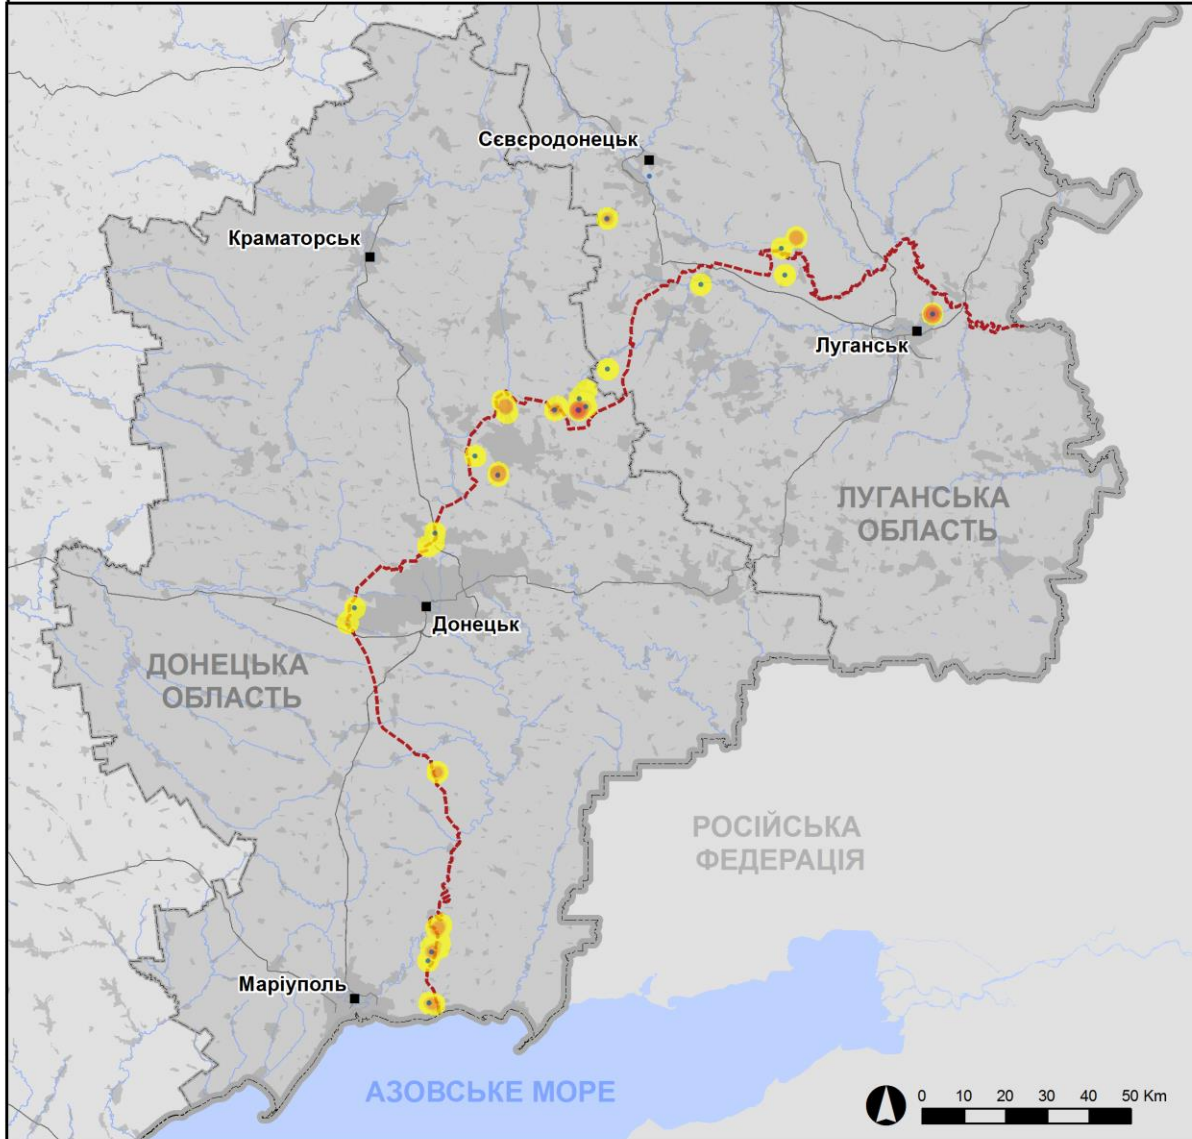 Сєвєродонецьк
Краматорськ
Луганськ
ЛУГАНСЬКА
ОБЛАСТЬ
Донецьк
ДОНЕЦЬКА
ОБЛАСТЬ
РОСІЙСЬКА
ФЕДЕРАЦІЯ
Маріуполь
АЗОВСЬКЕ МОРЕ
0 10 20 30 40 50 Km